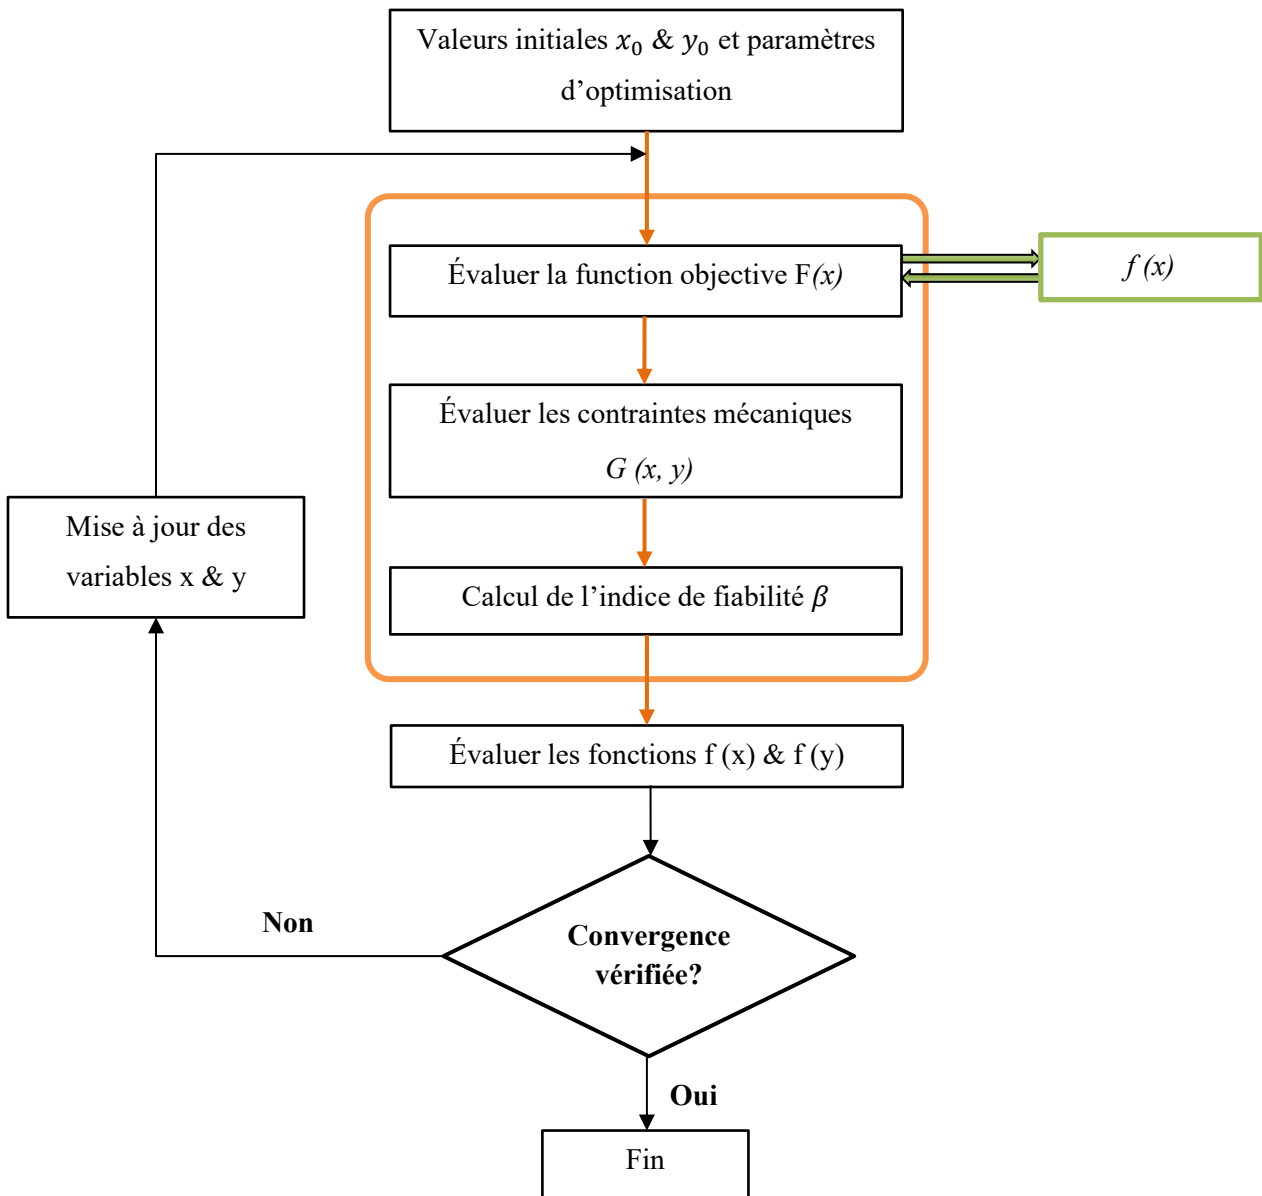 Valeurs initiales x₀ & y₀ et paramètres
d’optimisation
Évaluer la function objective F(x)
f (x)
Évaluer les contraintes mécaniques
G (x, y)
Mise à jour des
variables x & y
Calcul de l’indice de fiabilité β
Évaluer les fonctions f (x) & f (y)
Non
Convergence
vérifiée?
Oui
Fin